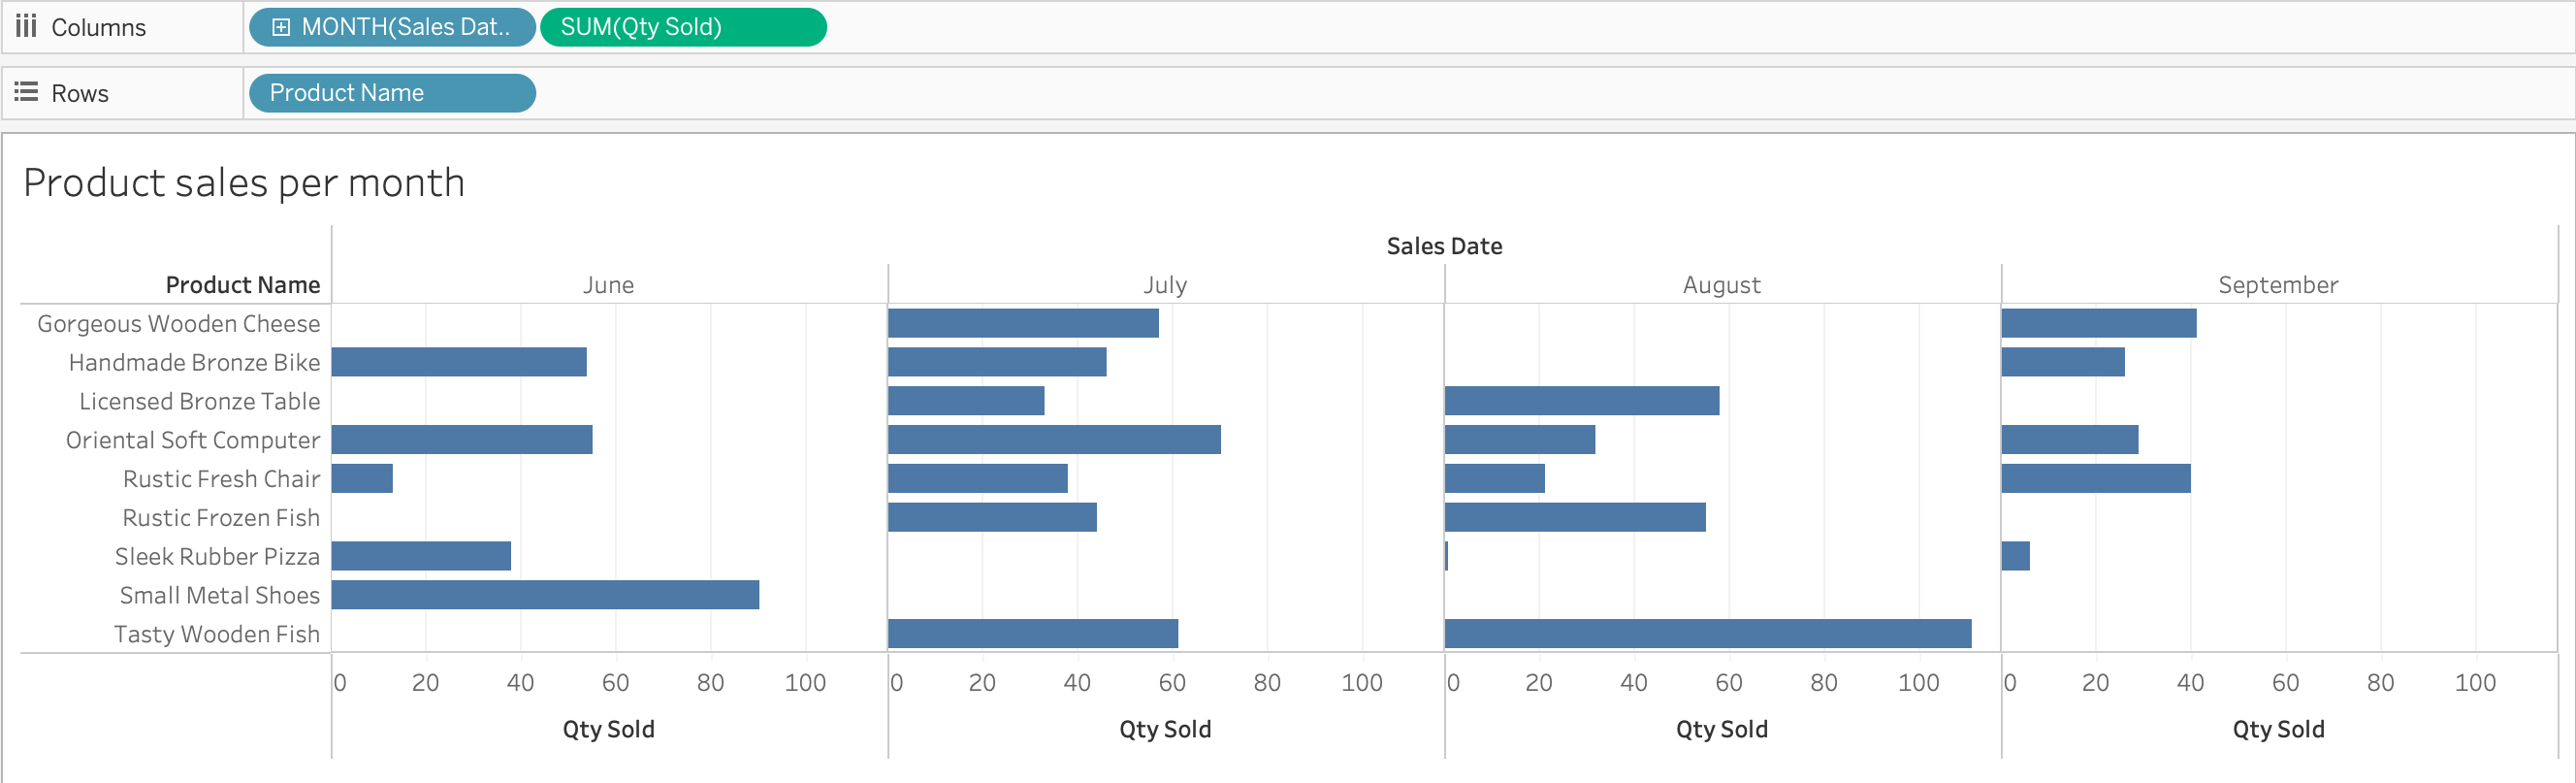 Columns MONTH(Sales Dat.. SUM(Qty Sold)
Rows Product Name
Product sales per month
Sales Date
Product Name June July August September
Gorgeous Wooden Cheese
Handmade Bronze Bike
Licensed Bronze Table
Oriental Soft Computer
Rustic Fresh Chair
Rustic Frozen Fish
Sleek Rubber Pizza
Small Metal Shoes
Tasty Wooden Fish
0 20 40 60 80 100 0 20 40 60 80 100 0 20 40 60 80 100 0 20 40 60 80 100
Qty Sold Qty Sold Qty Sold Qty Sold